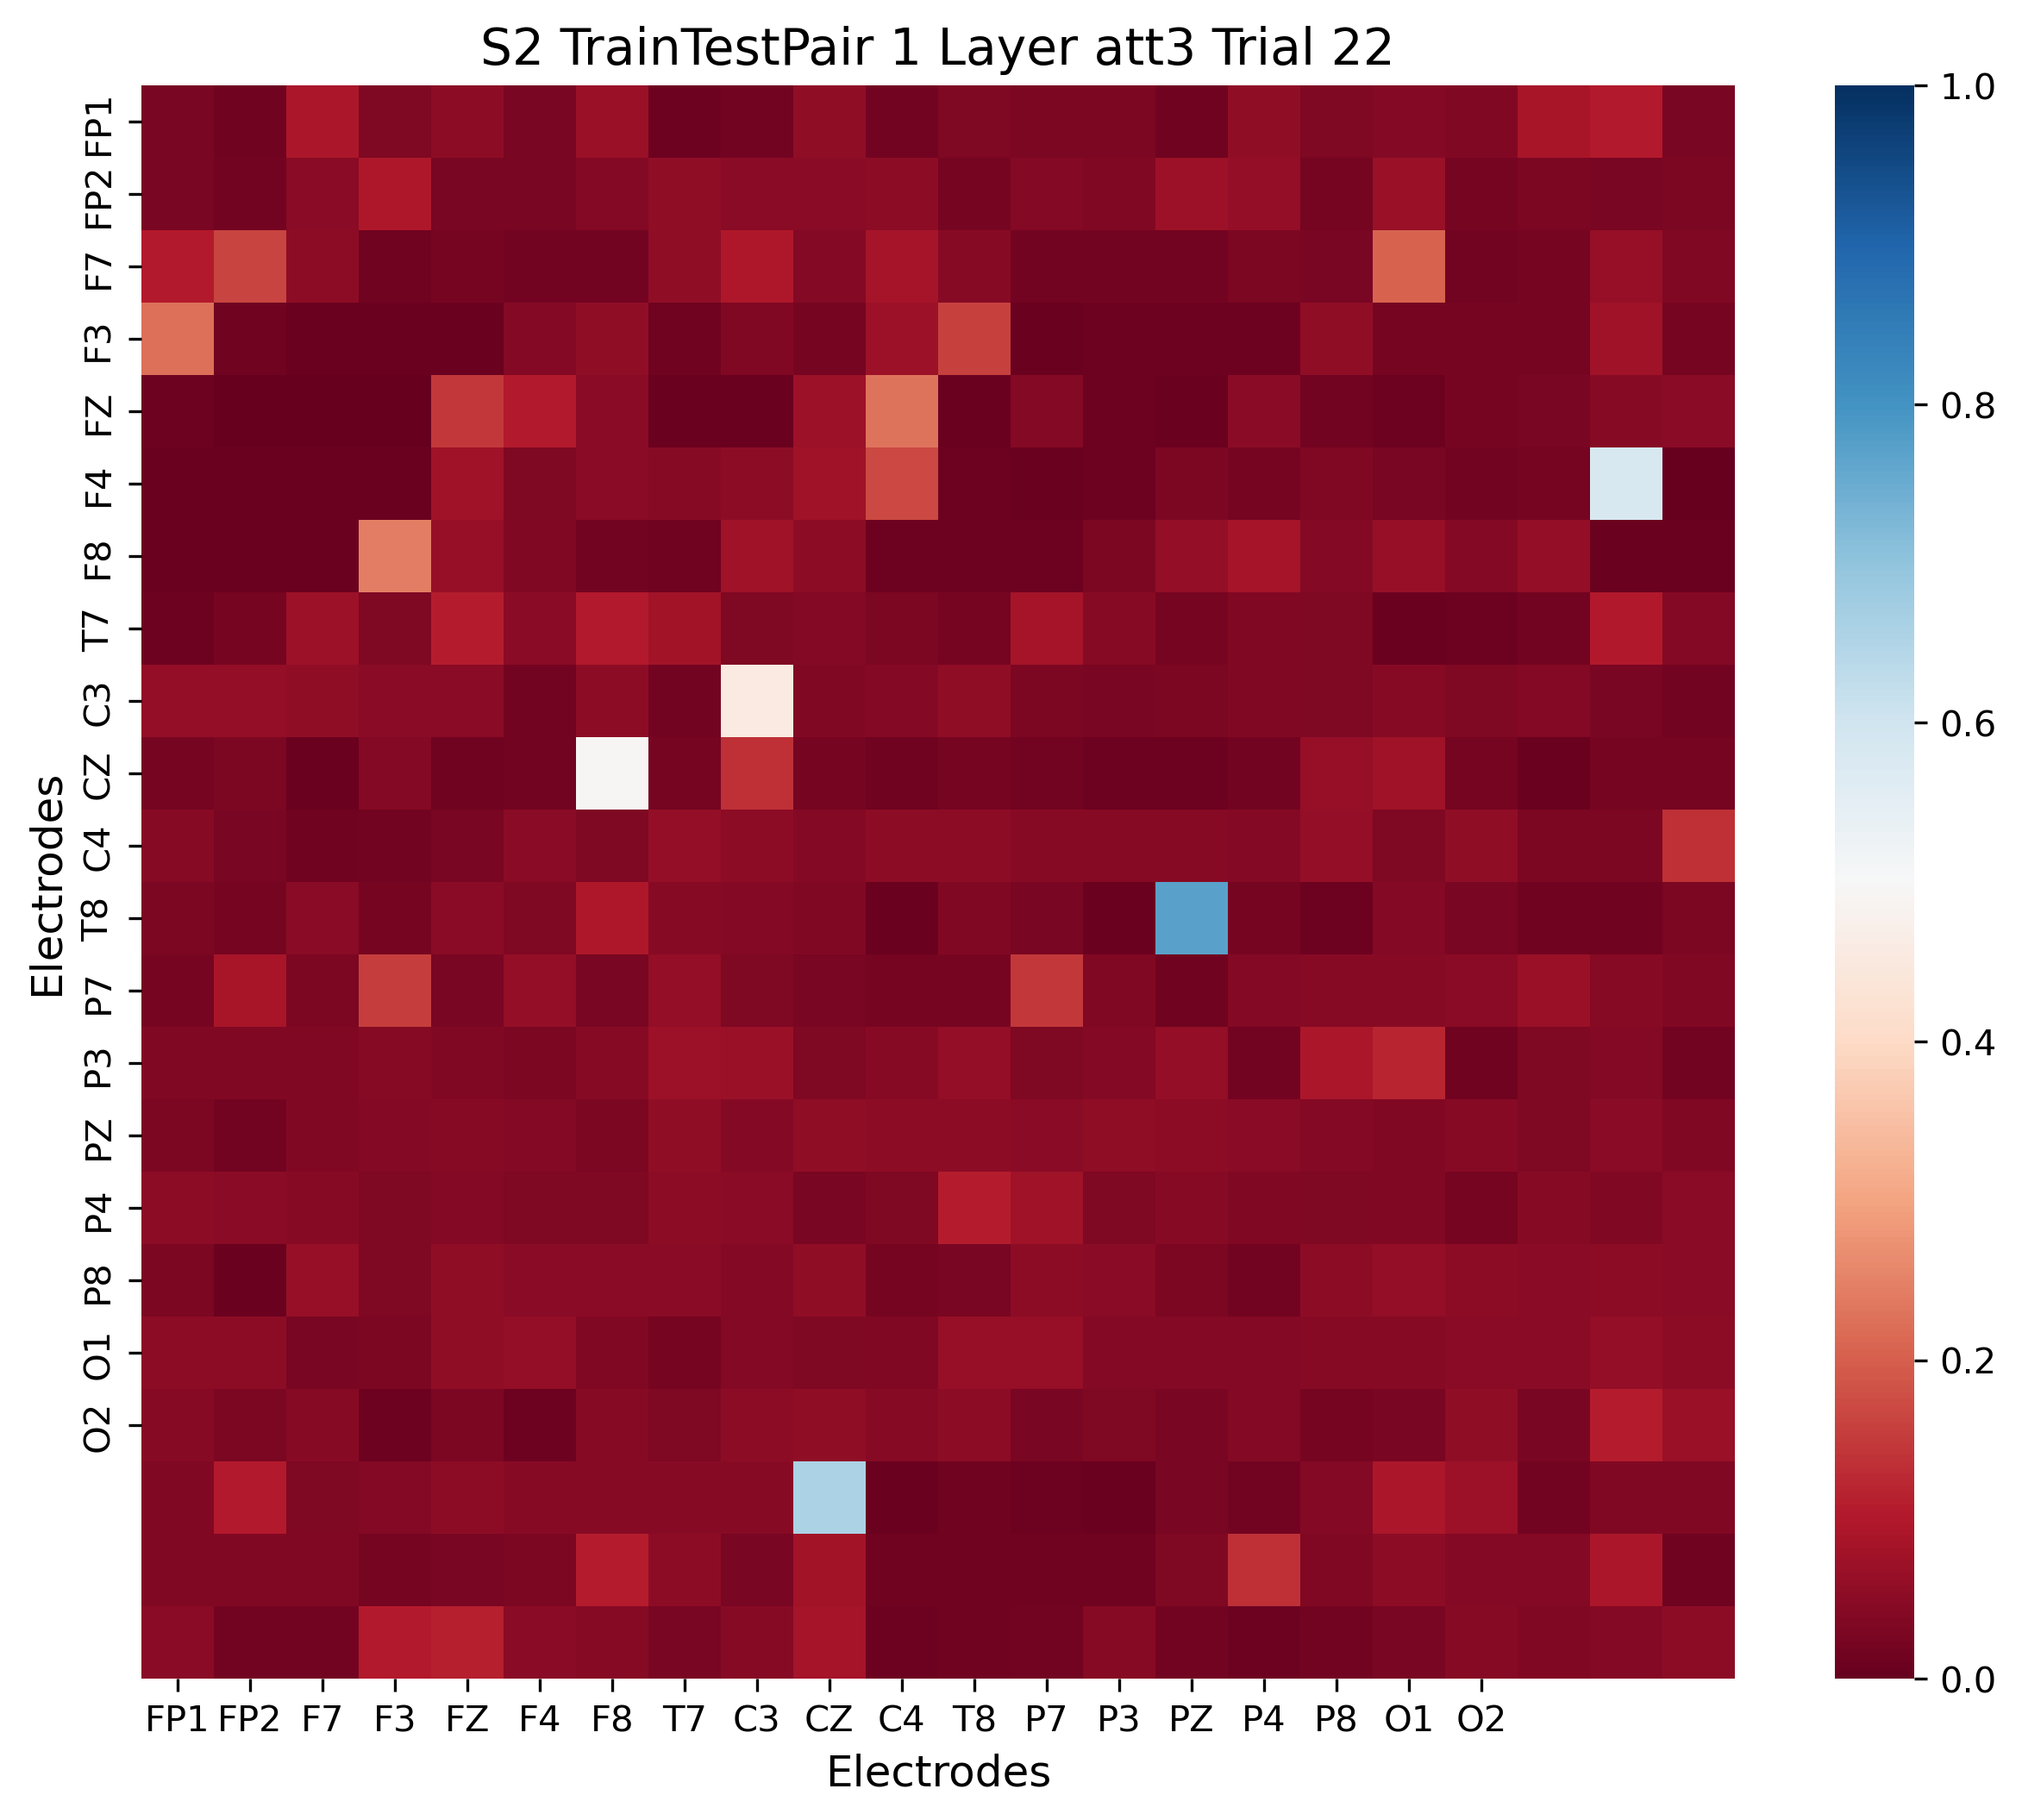 S2 TrainTestPair 1 Layer att3 Trial 22
Electrodes
FP1
FP2
F7
F3
FZ
F4
F8
T7
C3
CZ
C4
T8
P7
P3
PZ
P4
P8
O1
O2
FP1 FP2 F7 F3 FZ F4 F8 T7 C3 CZ C4 T8 P7 P3 PZ P4 P8 O1 O2
Electrodes
1.0
0.8
0.6
0.4
0.2
0.0